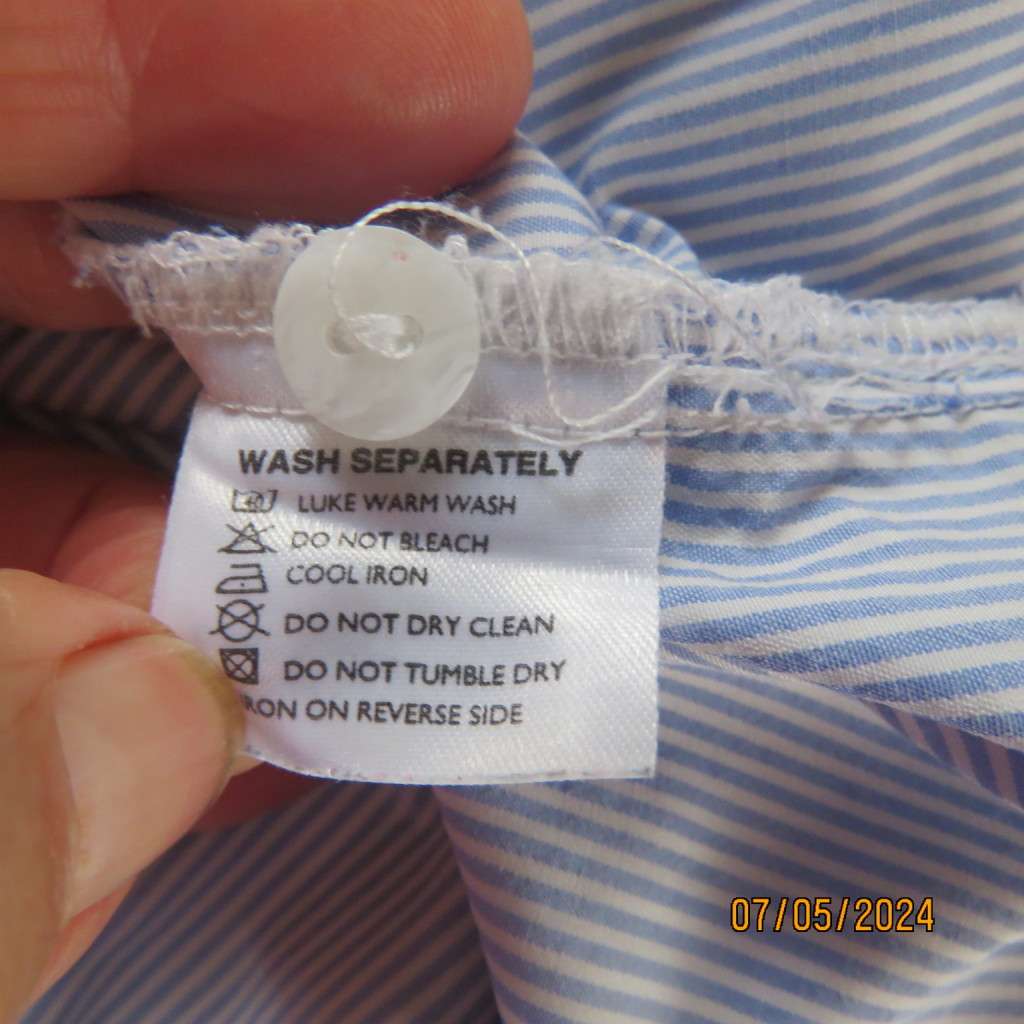 WASH SEPARATELY
LUKE WARM WASH
DO NOT BLEACH
COOL IRON
DO NOT DRY CLEAN
DO NOT TUMBLE DRY
IRON ON REVERSE SIDE
07/05/2024